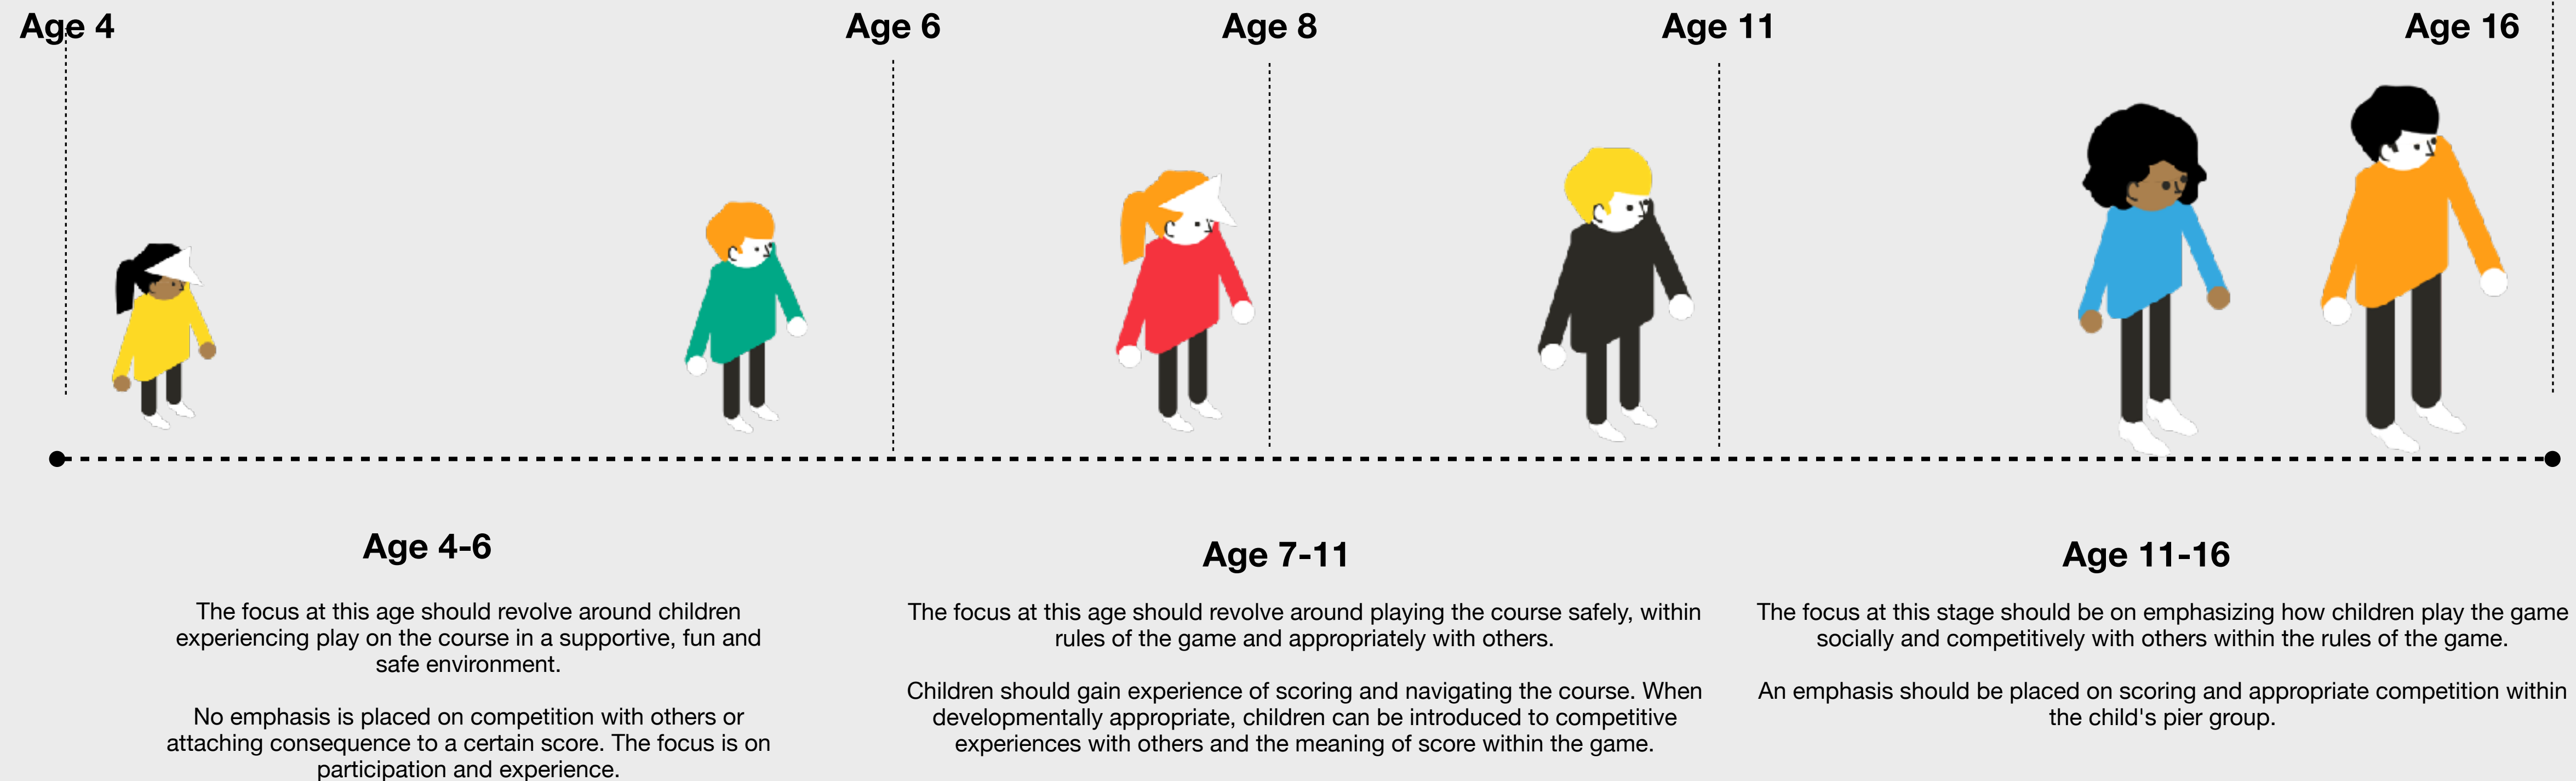 Age 4
Age 6
Age 8
Age 11
Age 16
Age 4-6
The focus at this age should revolve around children
experiencing play on the course in a supportive, fun and
safe environment.
No emphasis is placed on competition with others or
attaching consequence to a certain score. The focus is on
participation and experience.
Age 7-11
The focus at this age should revolve around playing the course safely, within
rules of the game and appropriately with others.
Children should gain experience of scoring and navigating the course. When
developmentally appropriate, children can be introduced to competitive
experiences with others and the meaning of score within the game.
Age 11-16
The focus at this stage should be on emphasizing how children play the game
socially and competitively with others within the rules of the game.
An emphasis should be placed on scoring and appropriate competition within
the child's pier group.